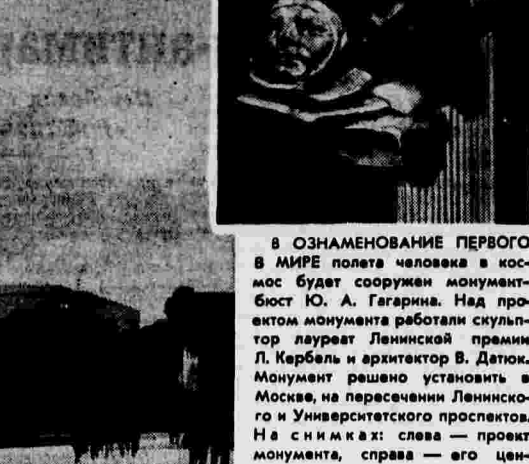 В ОЗНАМЕНОВАНИЕ ПЕРВОГО
В МИРЕ полета человека в кос-
мос будет сооружен монумент-
бюст Ю. А. Гагарина. Над про-
ектом монумента работали скульп-
тор лауреат Ленинской премии
Л. Кербель и архитектор В. Датюк.
Монумент решено установить в
Москве, на пересечении Ленинско-
го и Университетского проспектов.
На снимках: слева — проект
монумента, справа — его цен-